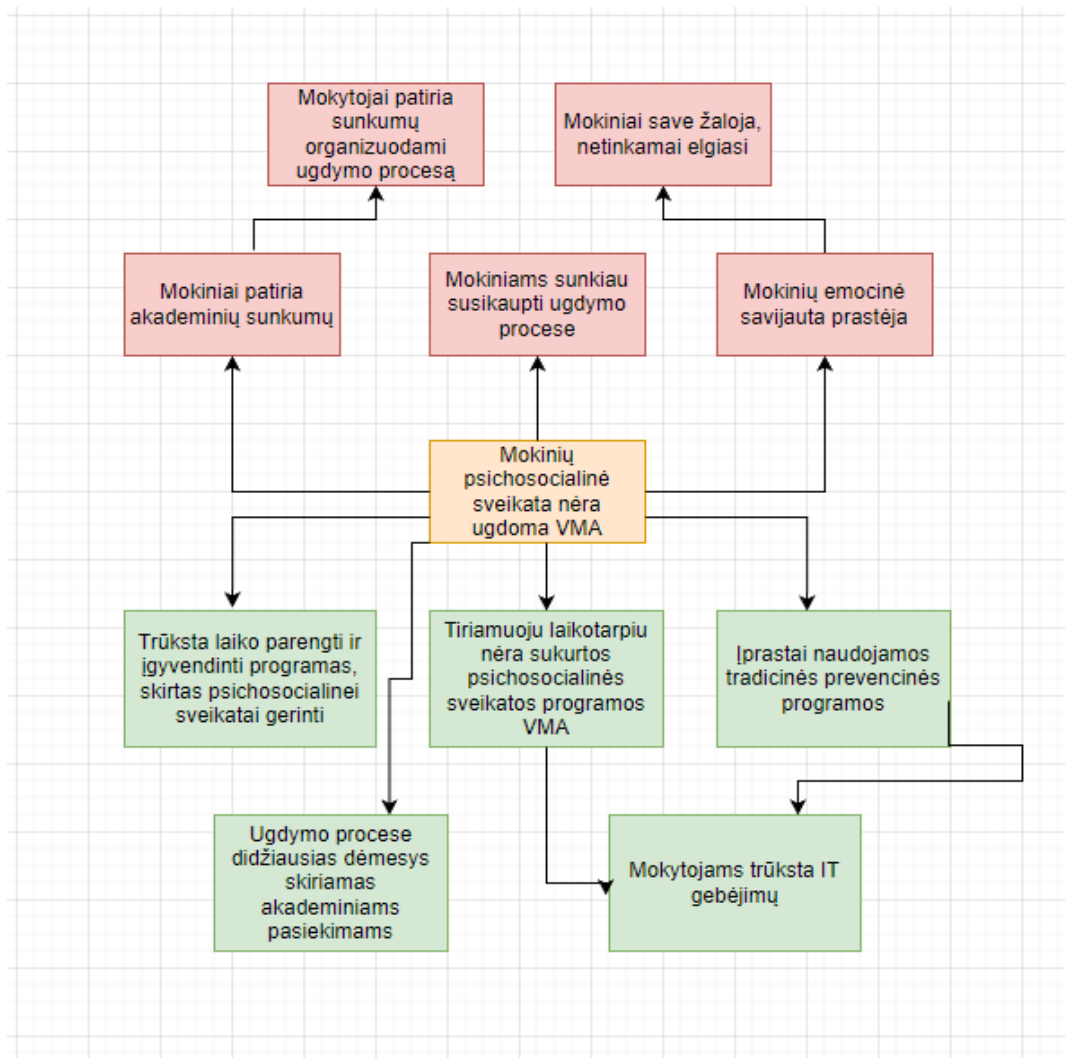 Mokytojai patiria
sunkumų
organizuodami
ugdymo procesą
Mokiniai save žaloja,
netinkamai elgiasi
Mokiniai patiria
akademinių sunkumų
Mokiniams sunkiau
susikaupti ugdymo
procese
Mokinių emocinė
savijauta prastėja
Mokinių
psichosocialinė
sveikata nėra
ugdoma VMA
Trūksta laiko parengti ir
įgyvendinti programas,
skirtas psichosocialinei
sveikatai gerinti
Tiriamuoju laikotarpiu
nėra sukurtos
psichosocialinės
sveikatos programos
VMA
Įprastai naudojamos
tradicinės prevencinės
programos
Ugdymo procese
didžiausias dėmesys
skiriamas
akademiniams
pasiekimams
Mokytojams trūksta IT
gebėjimų